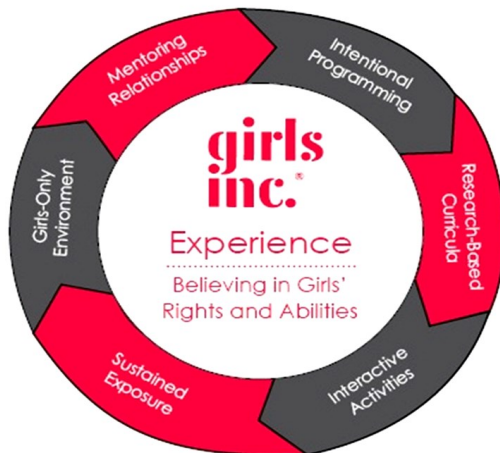 Mentoring
Relationships
Intentional
Programming
Research-Based
Curricula
Interactive
Activities
Sustained
Exposure
Girls-Only
Environment
girls
inc.®
Experience
Believing in Girls'
Rights and Abilities